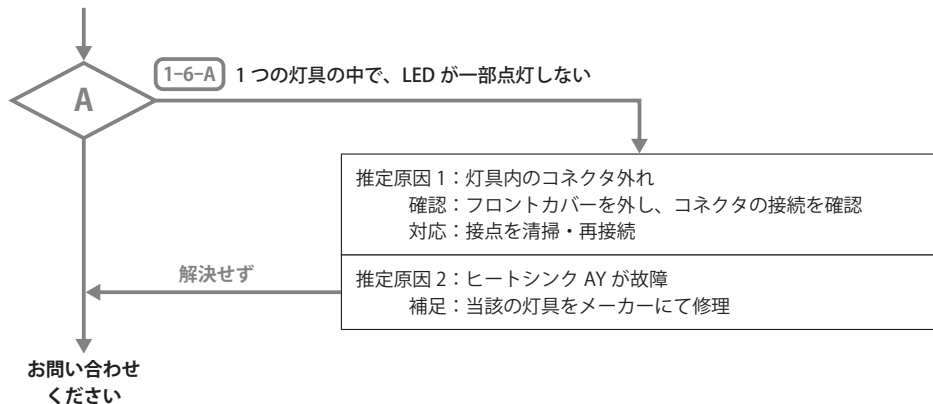 1-6-A 1 つの灯具の中で、LED が一部点灯しない
A
推定原因 1：灯具内のコネクタ外れ
確認：フロントカバーを外し、コネクタの接続を確認
対応：接点を清掃・再接続
解決せず
推定原因 2：ヒートシンク AY が故障
補足：当該の灯具をメーカーにて修理
お問い合わせ
ください